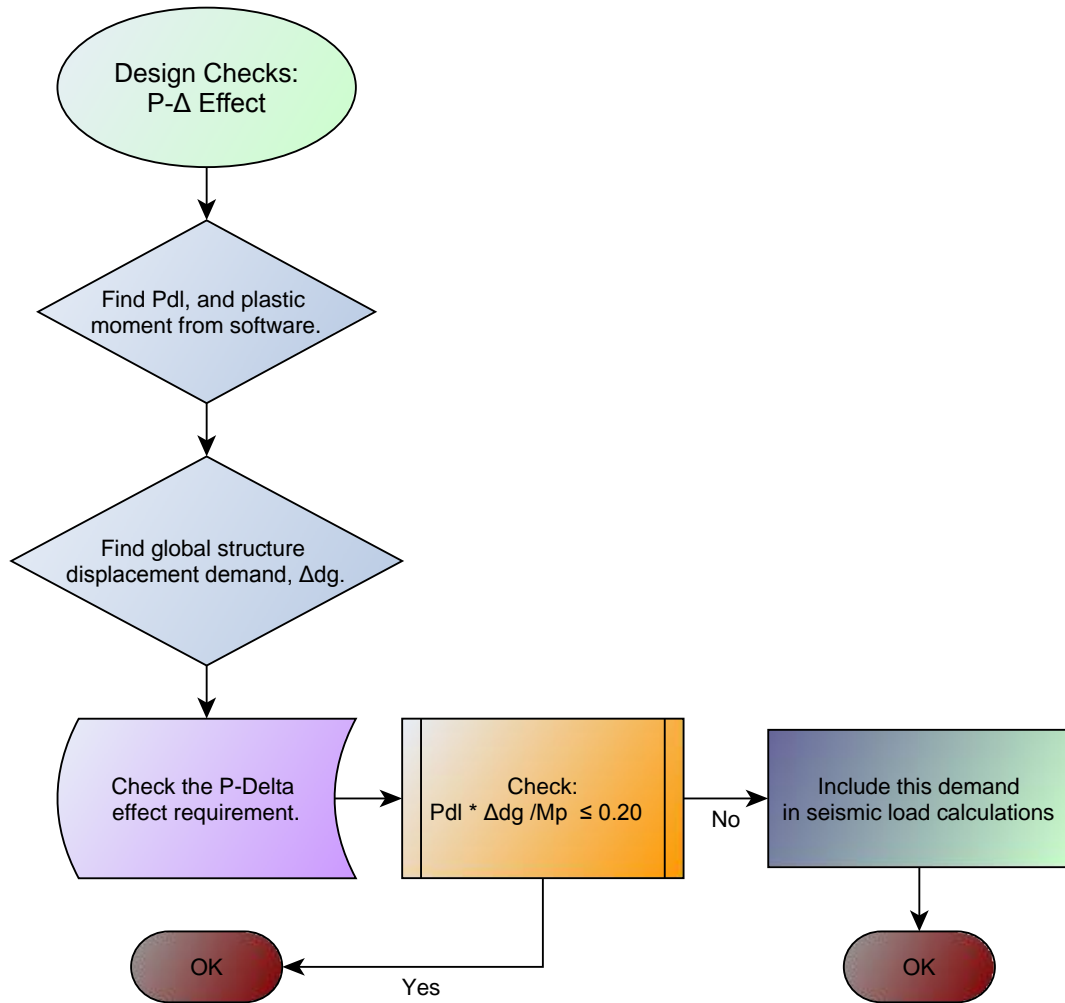 Design Checks:
P-Δ Effect
Find Pdl, and plastic
moment from software.
Find global structure
displacement demand, Δdg.
Check the P-Delta
effect requirement.
Check:
Pdl * Δdg /Mp ≤ 0.20
No
Include this demand
in seismic load calculations
OK
Yes
OK